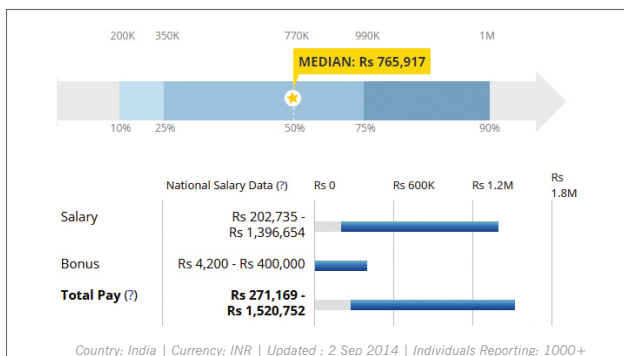 200K 350K 770K 990K 1M
MEDIAN: Rs 765,917
10% 25% 50% 75% 90%
National Salary Data (?) Rs 0 Rs 600K Rs 1.2M Rs 1.8M
Salary Rs 202,735 -
Rs 1,396,654
Bonus Rs 4,200 - Rs 400,000
Total Pay (?) Rs 271,169 -
Rs 1,520,752
Country: India | Currency: INR | Updated : 2 Sep 2014 | Individuals Reporting: 1000+